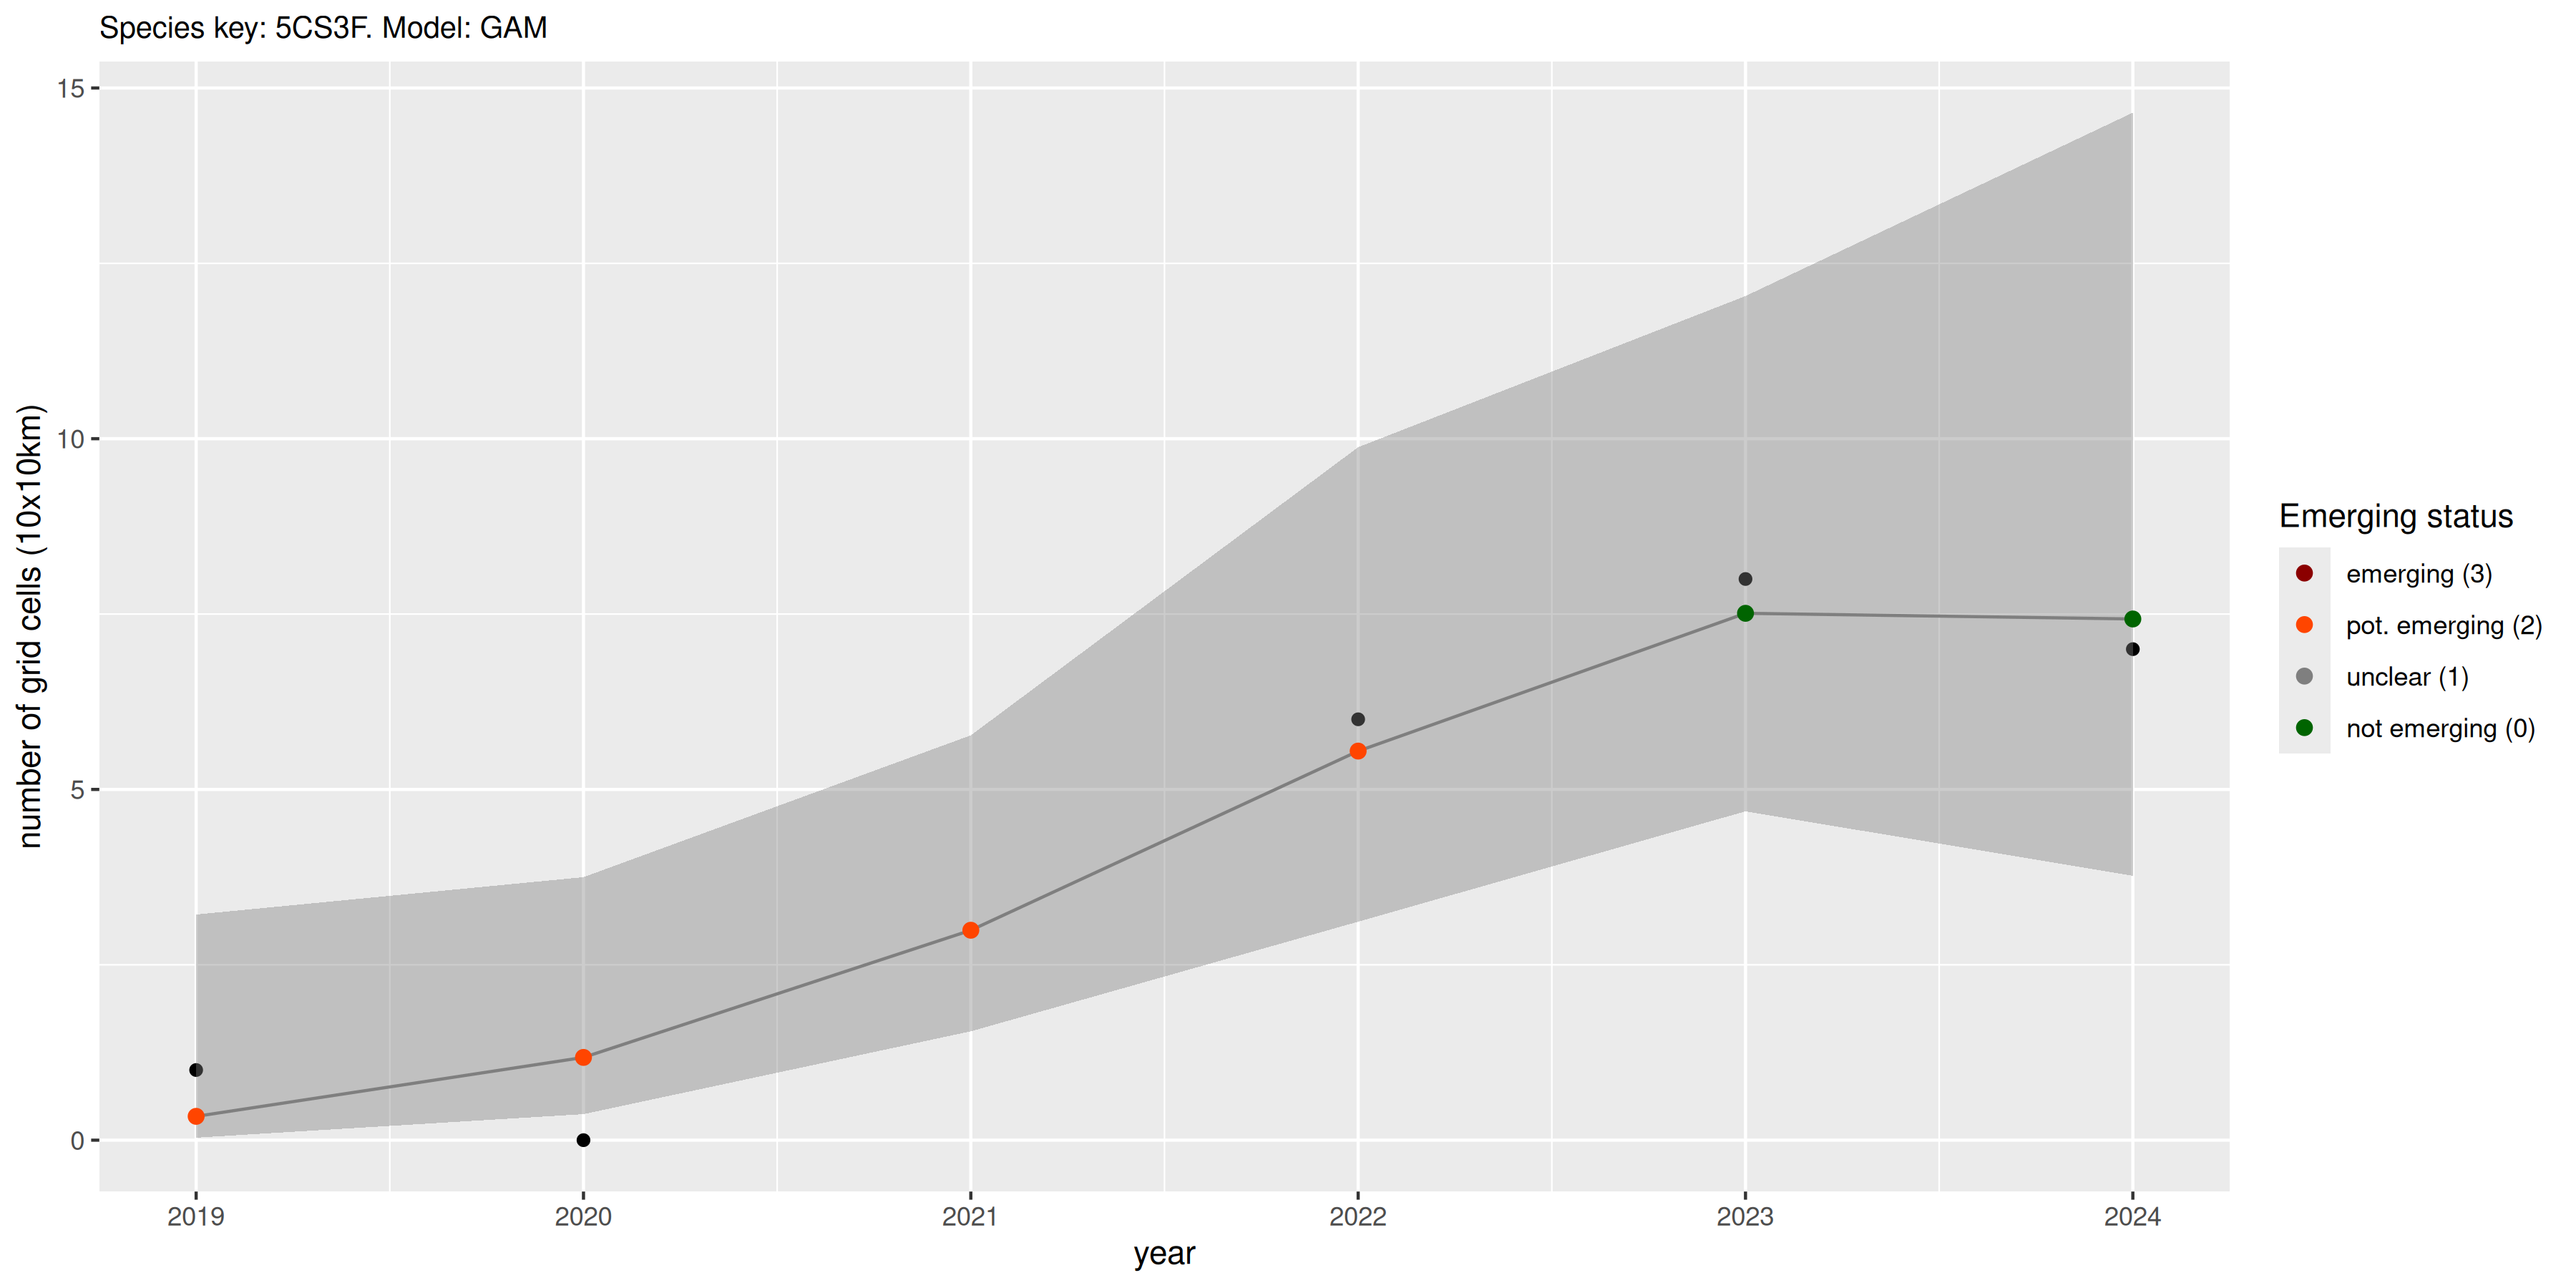 Species key: 5CS3F. Model: GAM
15
10
5
0
number of grid cells (10x10km)
2019 2020 2021 2022 2023 2024
year
Emerging status
emerging (3)
pot. emerging (2)
unclear (1)
not emerging (0)